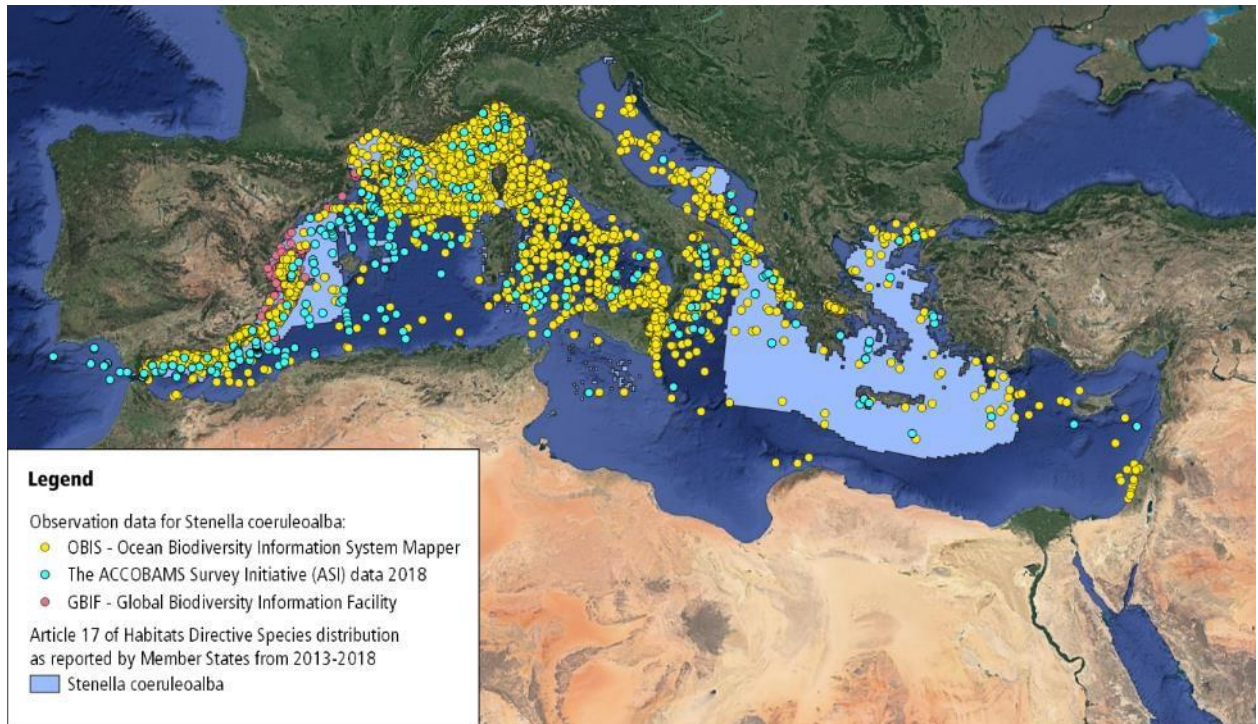 Legend
Observation data for Stenella coeruleoalba:
OBIS - Ocean Biodiversity Information System Mapper
The ACCOBAMS Survey Initiative (ASI) data 2018
GBIF - Global Biodiversity Information Facility
Article 17 of Habitats Directive Species distribution
as reported by Member States from 2013-2018
Stenella coeruleoalba